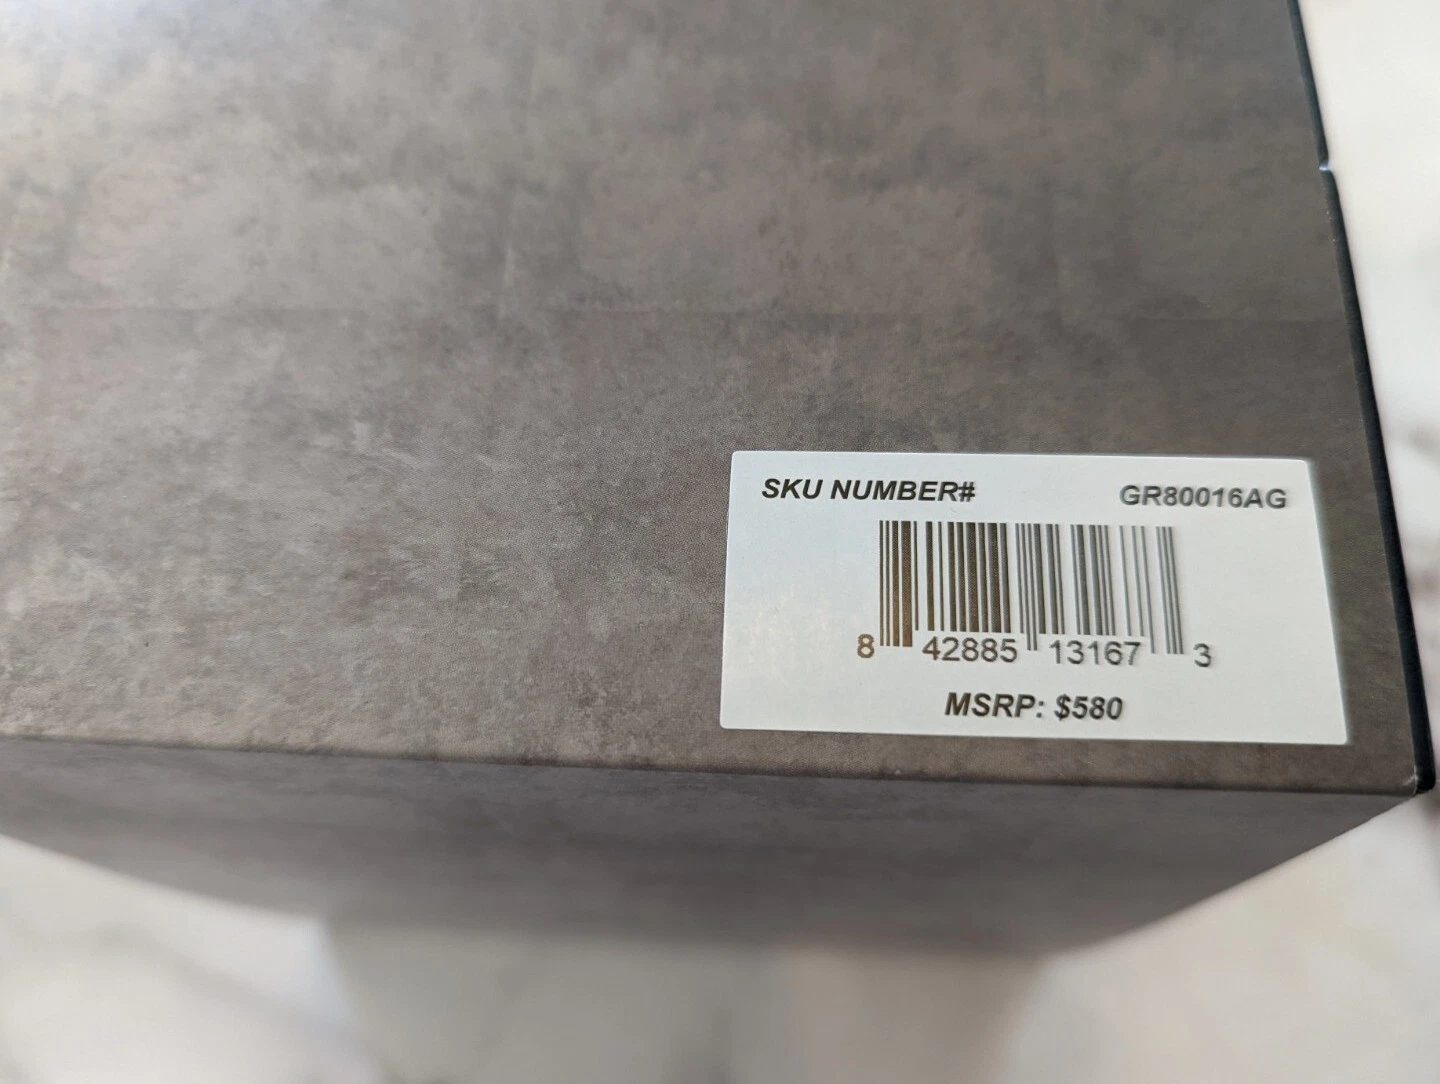 SKU NUMBER# GR80016AG
8 42885 13167 3
MSRP: $580